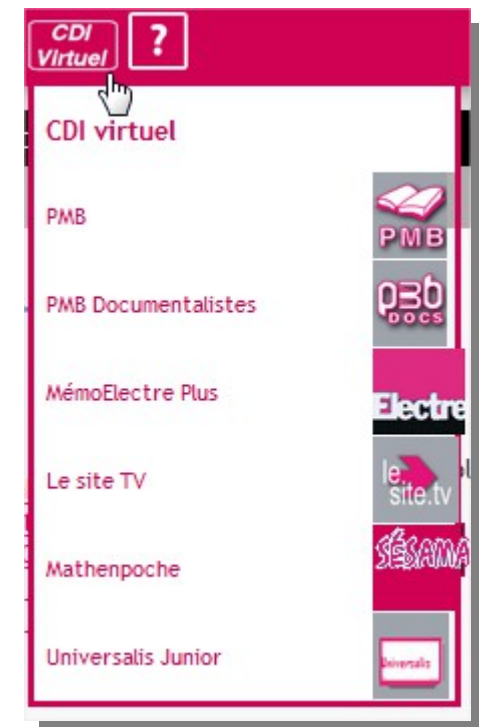 CDI
Virtuel
?
CDI virtuel
PMB
PMB
PMB Documentalistes
PMB
DOCS
MémoElectre Plus
Electre
Le site TV
le
site.tv
Mathenpoche
SÉSAMA
Universalis Junior
Universalis